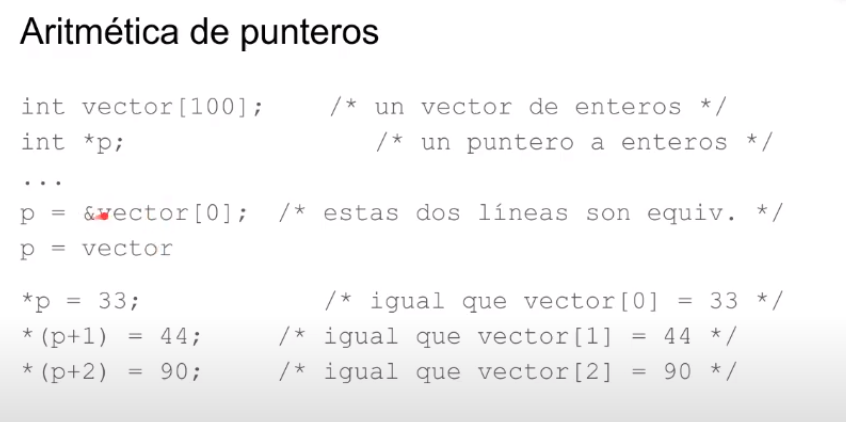 Aritmética de punteros
int vector[100]; /* un vector de enteros */
int *p; /* un puntero a enteros */
...
p = &vector[0]; /* estas dos líneas son equiv. */
p = vector
*p = 33; /* igual que vector[0] = 33 */
*(p+1) = 44; /* igual que vector[1] = 44 */
*(p+2) = 90; /* igual que vector[2] = 90 */